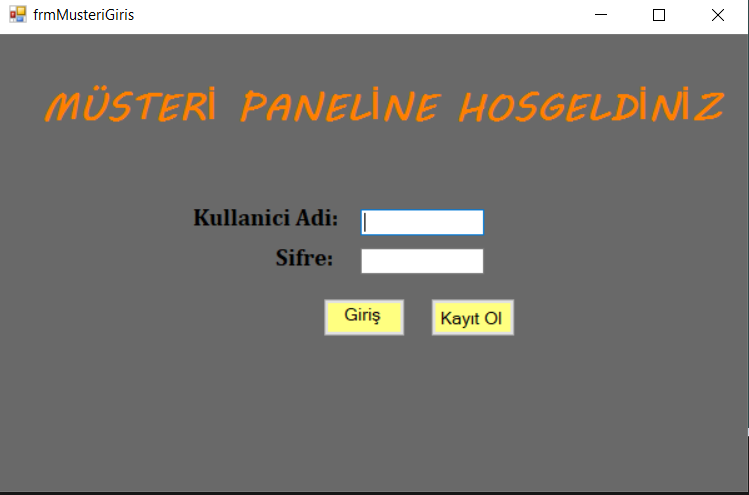 frmMusteriGiris
MÜSTERİ PANELİNE HOSGELDİNİZ
Kullanici Adi:
Sifre:
Giriş Kayıt Ol